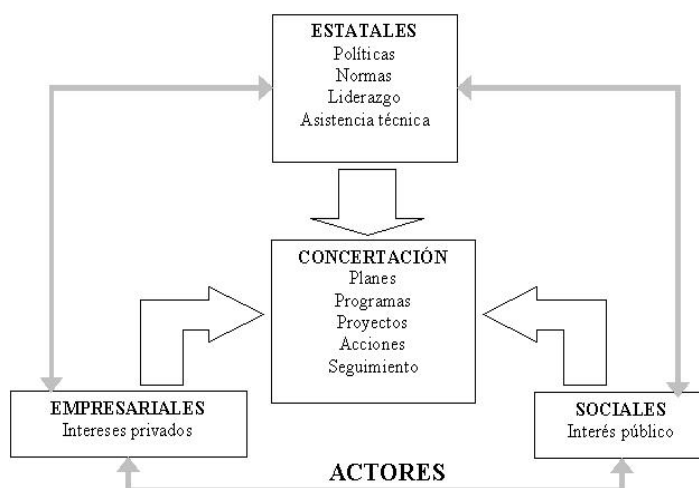 ESTATALES
Políticas
Normas
Liderazgo
Asistencia técnica
CONCERTACIÓN
Planes
Programas
Proyectos
Acciones
Seguimiento
EMPRESARIALES
Intereses privados
SOCIALES
Interés público
ACTORES